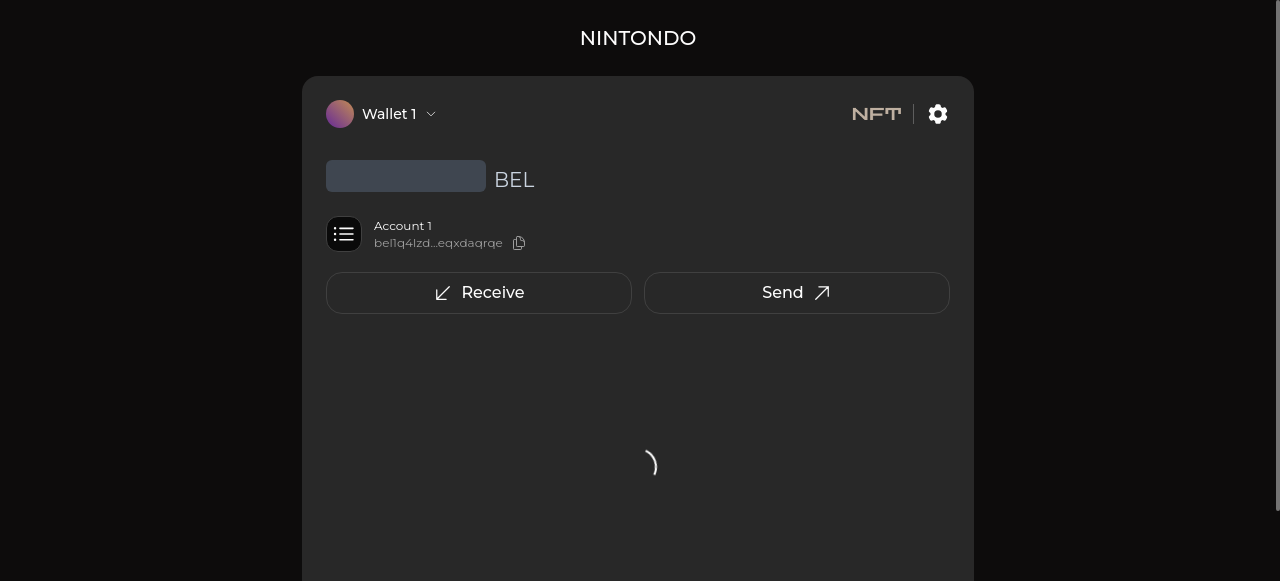 NINTONDO
Wallet 1
NFT
BEL
Account 1
bel1q4lzd...eqxdaqrqe
Receive
Send